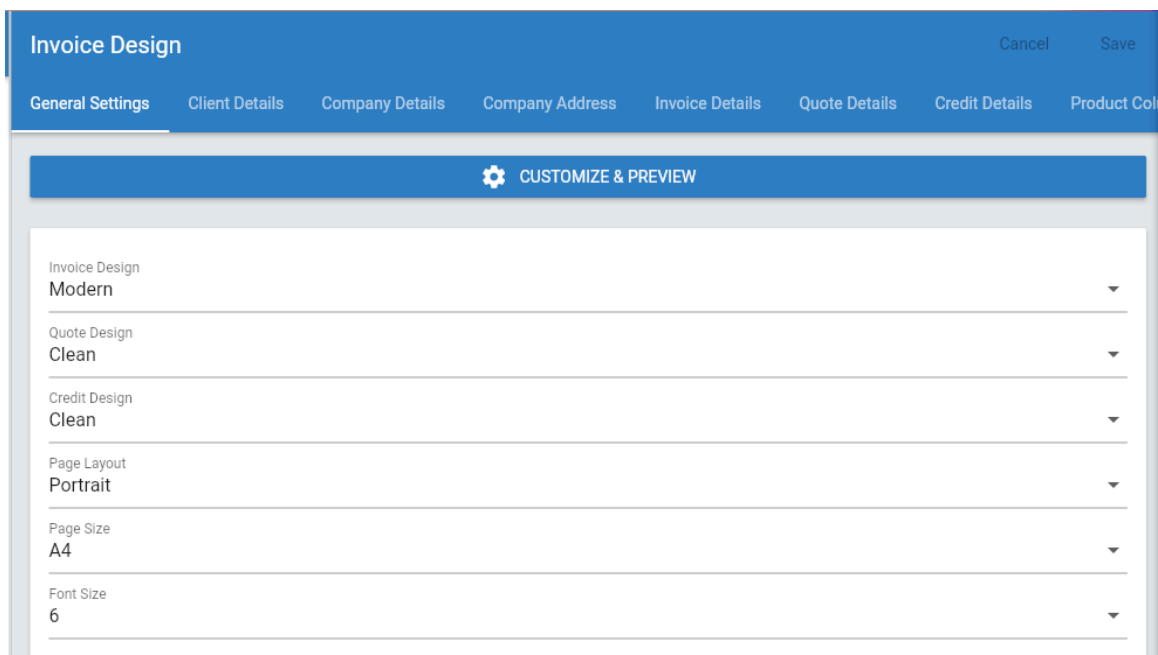 Invoice Design
Cancel Save
General Settings Client Details Company Details Company Address Invoice Details Quote Details Credit Details Product Col
CUSTOMIZE & PREVIEW
Invoice Design
Modern
Quote Design
Clean
Credit Design
Clean
Page Layout
Portrait
Page Size
A4
Font Size
6